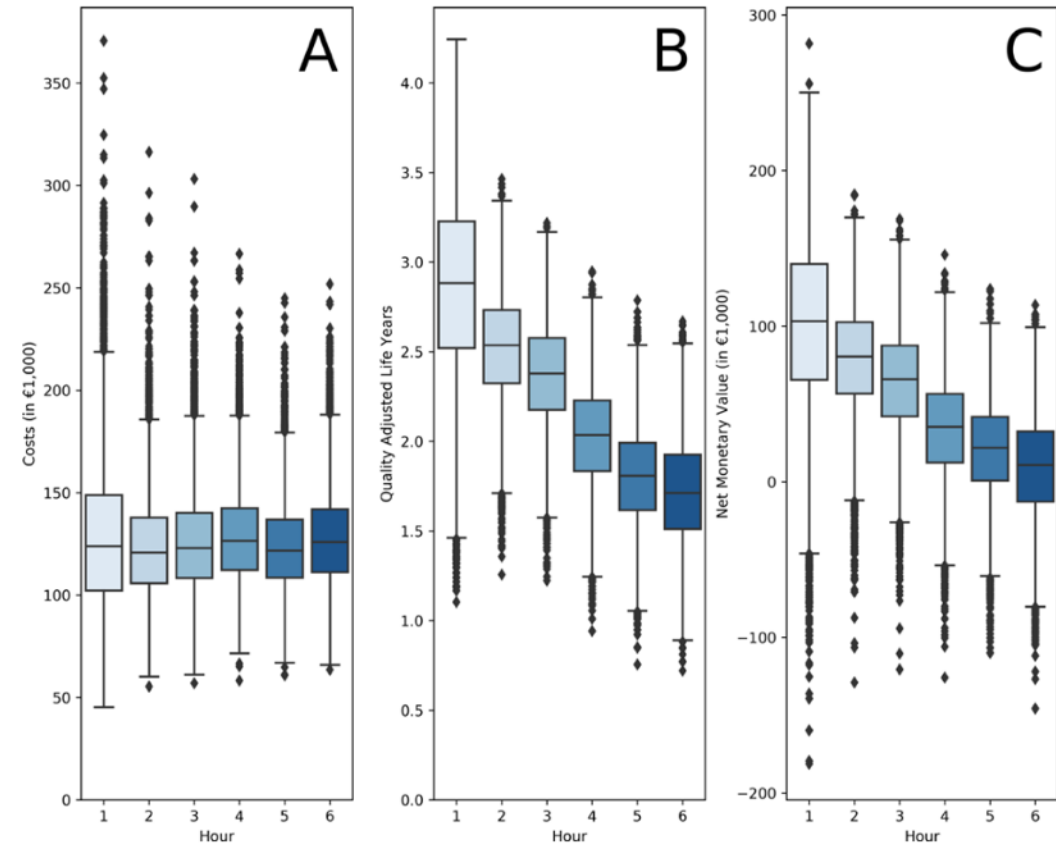 A
Costs (in €1,000)
350
300
250
200
150
100
50
0
1 2 3 4 5 6
Hour
B
Quality Adjusted Life Years
4.0
3.5
3.0
2.5
2.0
1.5
1.0
0.5
0.0
1 2 3 4 5 6
Hour
C
Net Monetary Value (in €1,000)
300
200
100
0
−100
−200
1 2 3 4 5 6
Hour